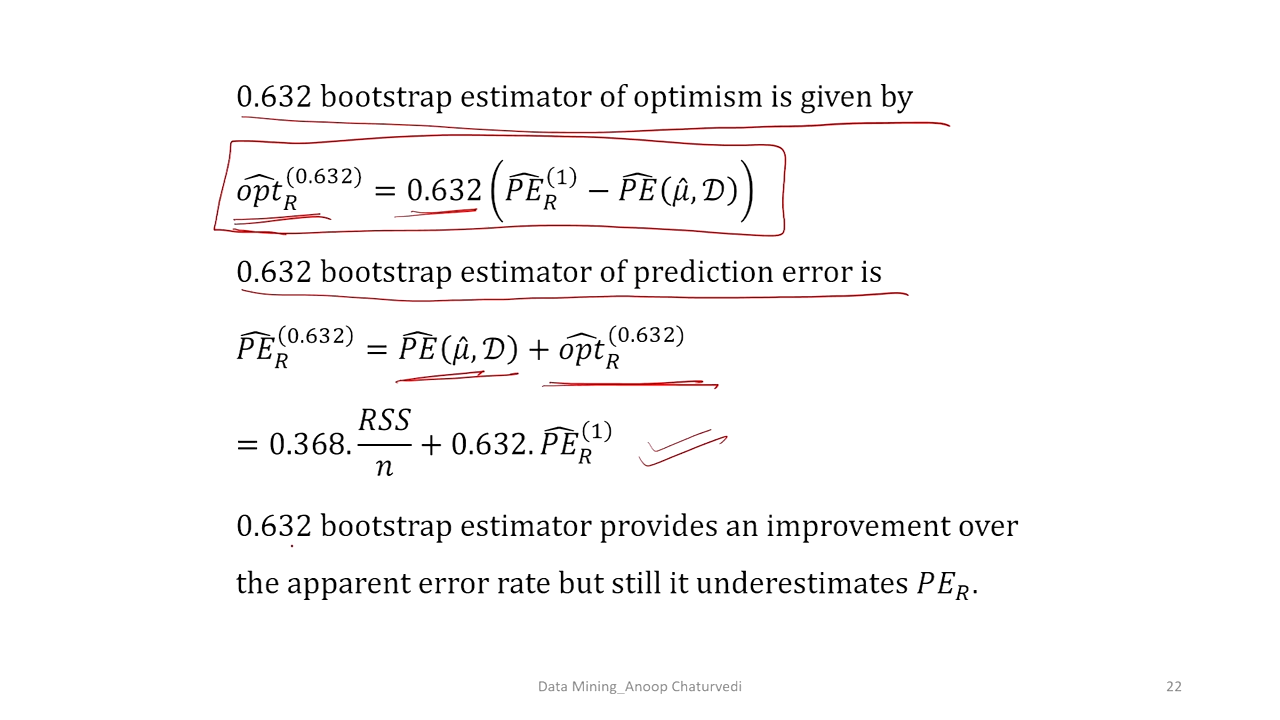 0.632 bootstrap estimator of optimism is given by
$\widehat{opt}_R^{(0.632)} = 0.632 \left( \widehat{PE}_R^{(1)} - \widehat{PE}(\hat{\mu}, \mathcal{D}) \right)$
0.632 bootstrap estimator of prediction error is
$\widehat{PE}_R^{(0.632)} = \widehat{PE}(\hat{\mu}, \mathcal{D}) + \widehat{opt}_R^{(0.632)}$
$= 0.368. \frac{RSS}{n} + 0.632. \widehat{PE}_R^{(1)}$
0.632 bootstrap estimator provides an improvement over
the apparent error rate but still it underestimates $PE_R$.
Data Mining_Anoop Chaturvedi
22